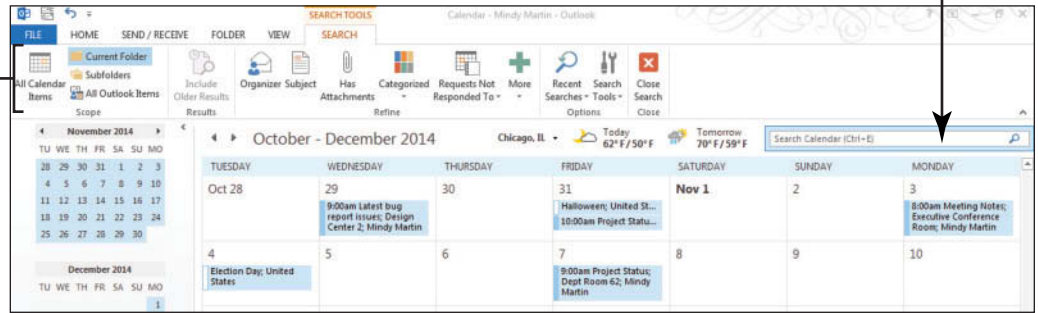 SEARCH TOOLS
Calendar - Mindy Martin - Outlook
FILE HOME SEND / RECEIVE FOLDER VIEW SEARCH
All Calendar Items
Current Folder
Subfolders
All Outlook Items
Scope
Include Older Results
Results
Organizer
Subject
Has Attachments
Categorized
Requests Not Responded To
More
Refine
Recent Searches
Search Tools
Options
Close Search
Close
November 2014
TU WE TH FR SA SU MO
28 29 30 31 1 2 3
4 5 6 7 8 9 10
11 12 13 14 15 16 17
18 19 20 21 22 23 24
25 26 27 28 29 30
December 2014
TU WE TH FR SA SU MO
1
October - December 2014
Chicago, IL
Today
62° F / 50° F
Tomorrow
70° F / 59° F
Search Calendar (Ctrl+E)
TUESDAY WEDNESDAY THURSDAY FRIDAY SATURDAY SUNDAY MONDAY
Oct 28
29
9:00am Latest bug
report issues; Design
Center 2; Mindy Martin
30
31
Halloween; United St...
10:00am Project Statu...
Nov 1
2
3
8:00am Meeting Notes;
Executive Conference
Room; Mindy Martin
4
Election Day; United
States
5
6
7
9:00am Project Status;
Dept Room 62; Mindy
Martin
8
9
10